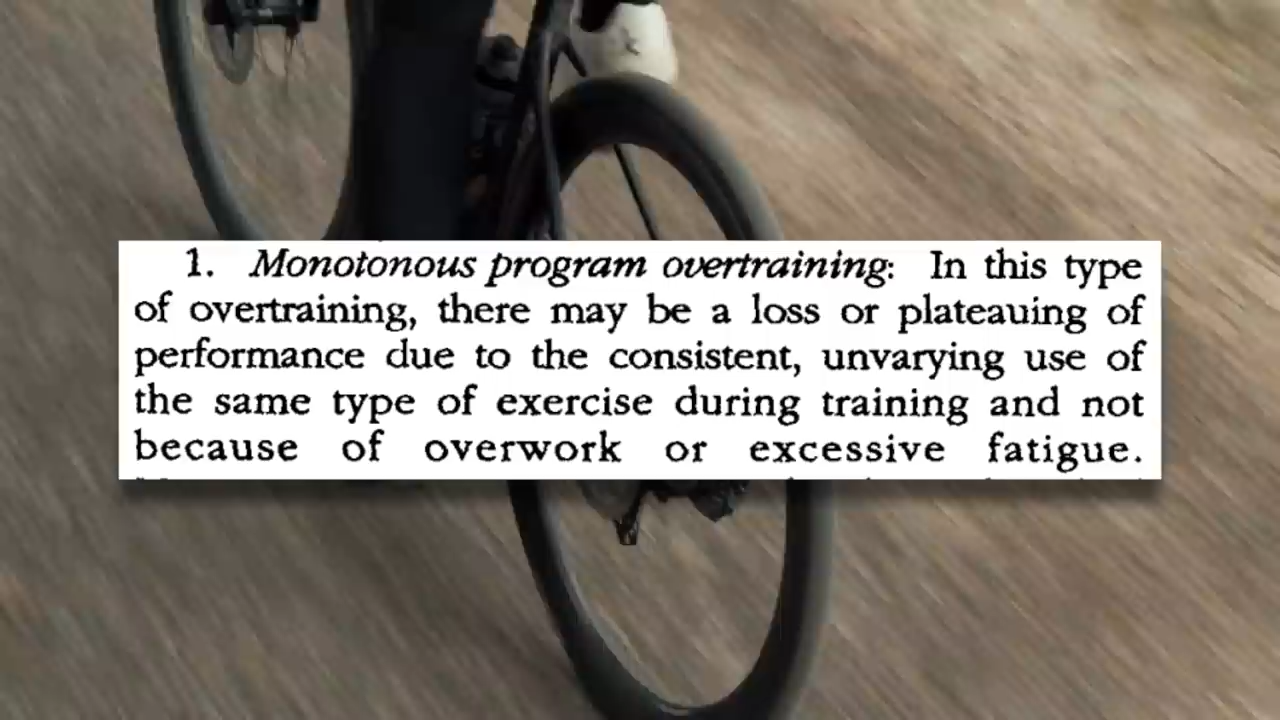 1. Monotonous program overtraining: In this type
of overtraining, there may be a loss or plateauing of
performance due to the consistent, unvarying use of
the same type of exercise during training and not
because of overwork or excessive fatigue.